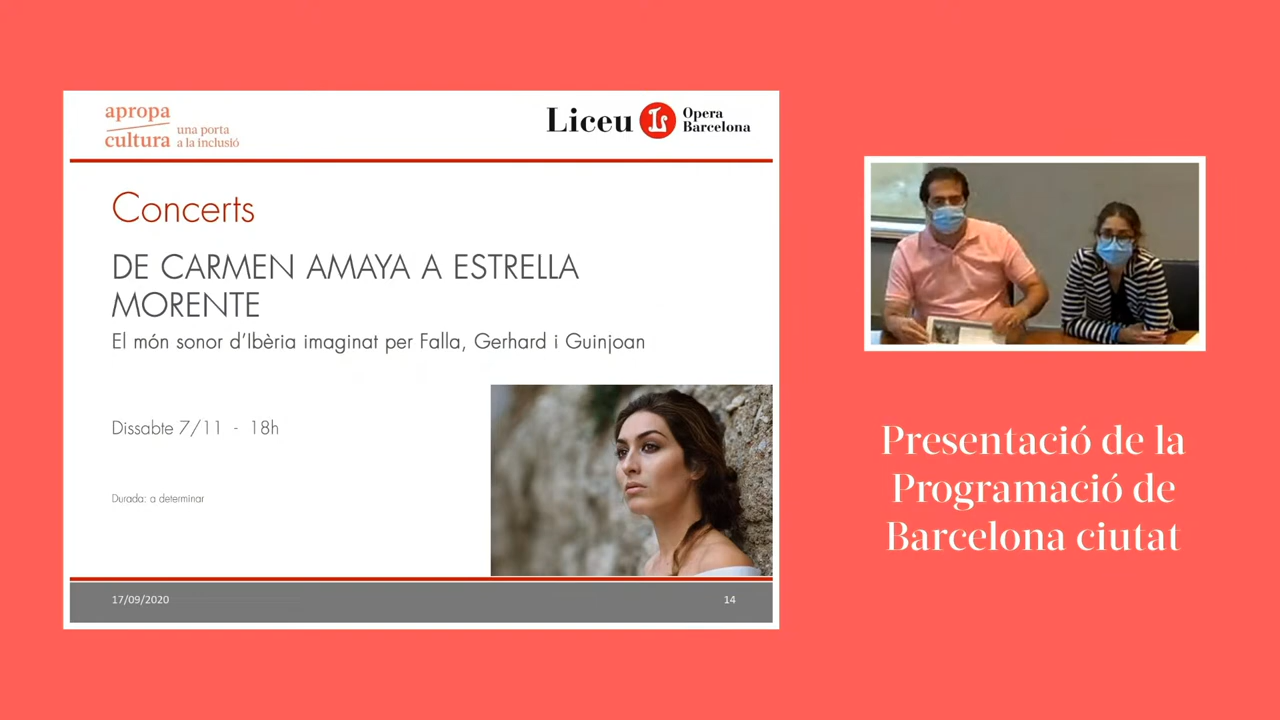 apropa
cultura
una porta
a la inclusió
Liceu
Opera
Barcelona
Concerts
DE CARMEN AMAYA A ESTRELLA
MORENTE
El món sonor d'Ibèria imaginat per Falla, Gerhard i Guinjoan
Dissabte 7/11 - 18h
Durada: a determinar
17/09/2020
14
Presentació de la
Programació de
Barcelona ciutat